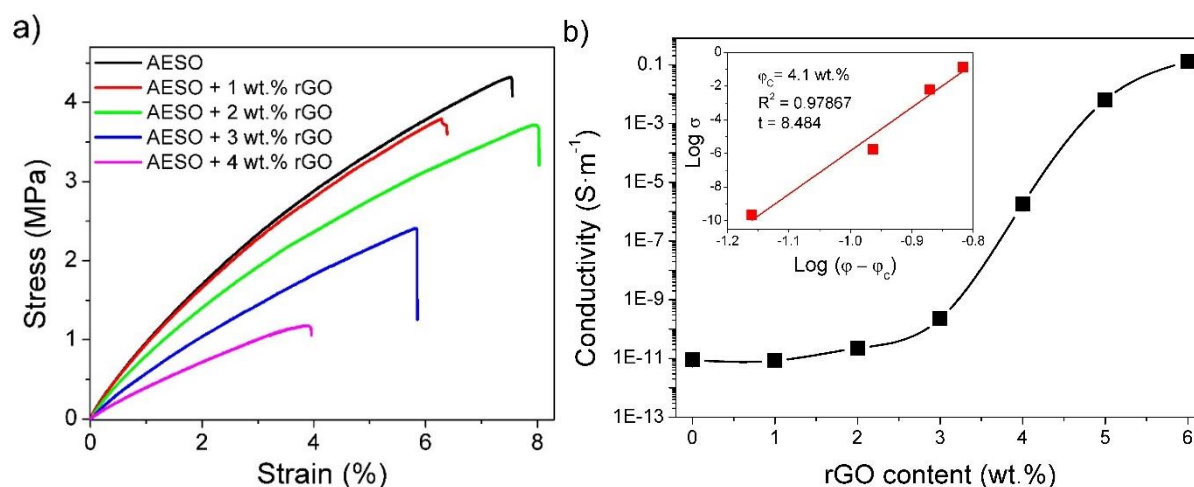 a)
AESO
AESO + 1 wt.% rGO
AESO + 2 wt.% rGO
AESO + 3 wt.% rGO
AESO + 4 wt.% rGO
4
3
2
1
0
Stress (MPa)
0 2 4 6 8
Strain (%)
b)
0.1
1E-3
1E-5
1E-7
1E-9
1E-11
1E-13
Conductivity (S·m⁻¹)
0 1 2 3 4 5 6
rGO content (wt.%)
φc= 4.1 wt.%
R² = 0.97867
t = 8.484
0
-2
-4
-6
-8
-10
Log σ
-1.2 -1.1 -1.0 -0.9 -0.8
Log (φ – φc)